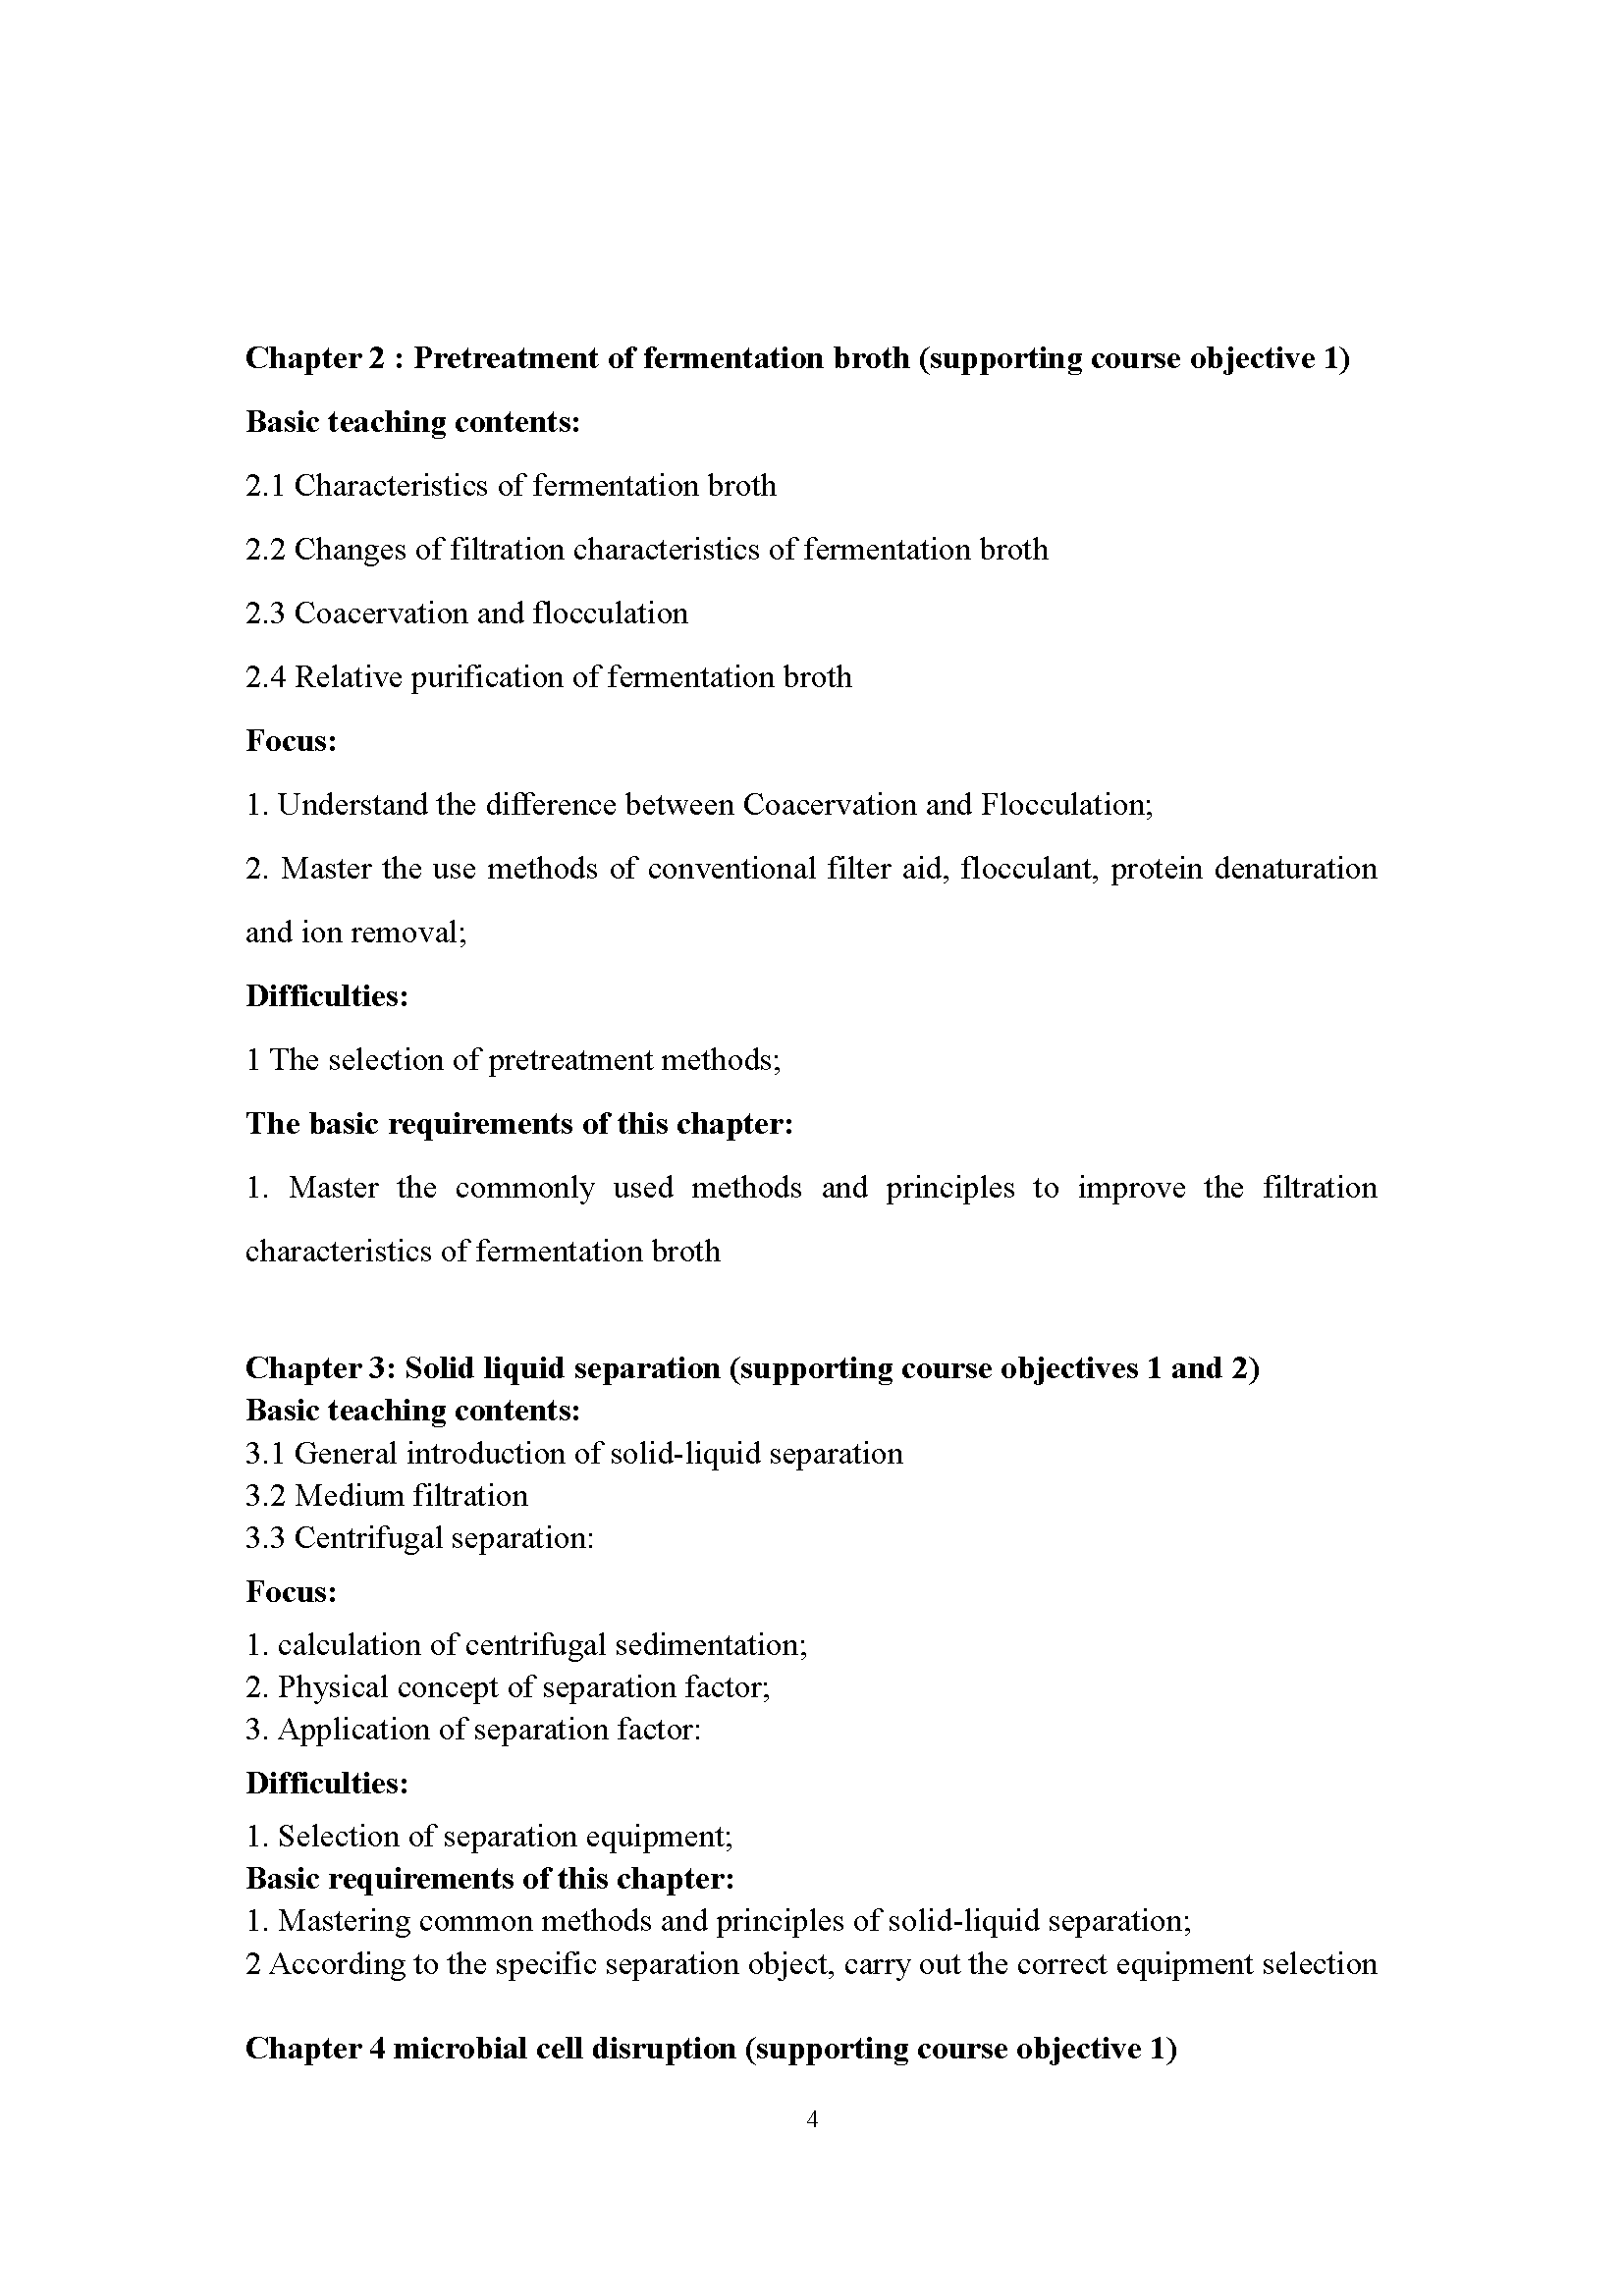 Chapter 2 : Pretreatment of fermentation broth (supporting course objective 1)
Basic teaching contents:
2.1 Characteristics of fermentation broth
2.2 Changes of filtration characteristics of fermentation broth
2.3 Coacervation and flocculation
2.4 Relative purification of fermentation broth
Focus:
1. Understand the difference between Coacervation and Flocculation;
2. Master the use methods of conventional filter aid, flocculant, protein denaturation
and ion removal;
Difficulties:
1 The selection of pretreatment methods;
The basic requirements of this chapter:
1. Master the commonly used methods and principles to improve the filtration
characteristics of fermentation broth
Chapter 3: Solid liquid separation (supporting course objectives 1 and 2)
Basic teaching contents:
3.1 General introduction of solid-liquid separation
3.2 Medium filtration
3.3 Centrifugal separation:
Focus:
1. calculation of centrifugal sedimentation;
2. Physical concept of separation factor;
3. Application of separation factor:
Difficulties:
1. Selection of separation equipment;
Basic requirements of this chapter:
1. Mastering common methods and principles of solid-liquid separation;
2 According to the specific separation object, carry out the correct equipment selection
Chapter 4 microbial cell disruption (supporting course objective 1)
4